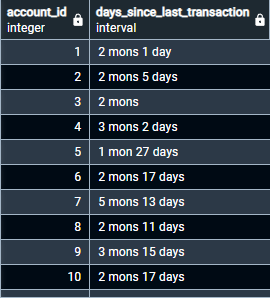 account_id days_since_last_transaction
integer interval
1 2 mons 1 day
2 2 mons 5 days
3 2 mons
4 3 mons 2 days
5 1 mon 27 days
6 2 mons 17 days
7 5 mons 13 days
8 2 mons 11 days
9 3 mons 15 days
10 2 mons 17 days